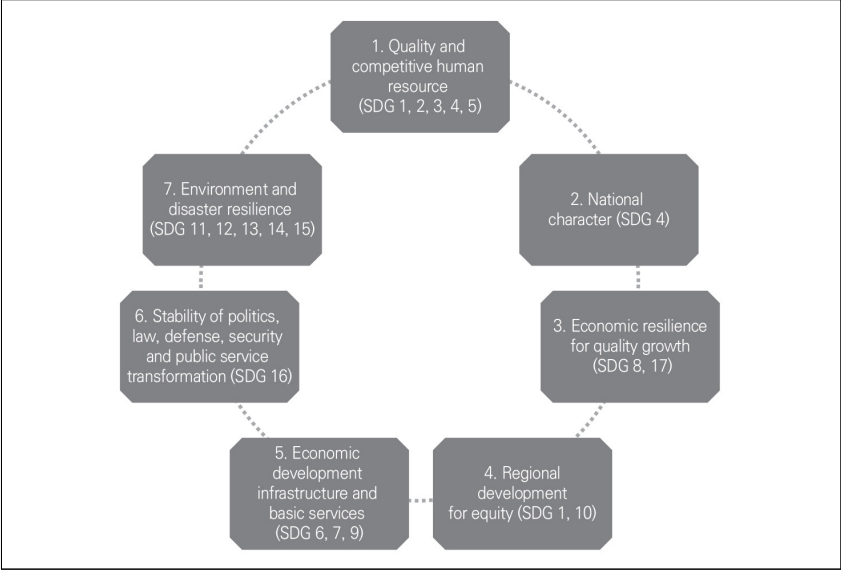 1. Quality and
competitive human
resource
(SDG 1, 2, 3, 4, 5)
2. National
character (SDG 4)
3. Economic resilience
for quality growth
(SDG 8, 17)
4. Regional
development
for equity (SDG 1, 10)
5. Economic
development
infrastructure and
basic services
(SDG 6, 7, 9)
6. Stability of politics,
law, defense, security
and public service
transformation (SDG 16)
7. Environment and
disaster resilience
(SDG 11, 12, 13, 14, 15)